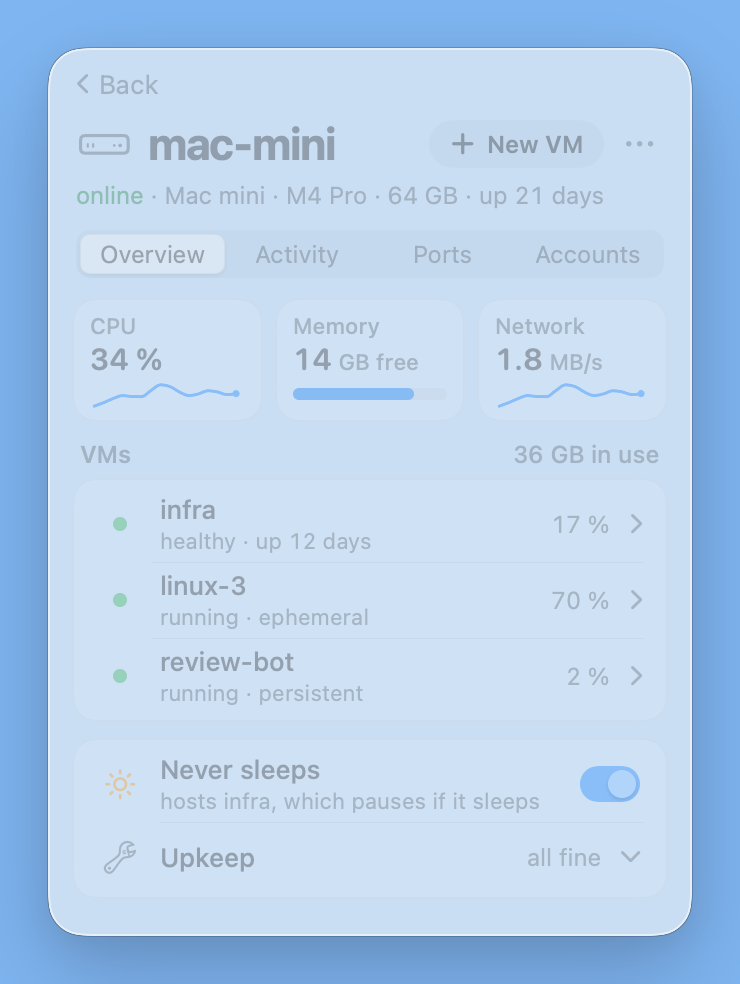 Back
mac-mini
New VM
online · Mac mini · M4 Pro · 64 GB · up 21 days
Overview Activity Ports Accounts
CPU
34 %
Memory
14 GB free
Network
1.8 MB/s
VMs 36 GB in use
infra
healthy · up 12 days
17 %
linux-3
running · ephemeral
70 %
review-bot
running · persistent
2 %
Never sleeps
hosts infra, which pauses if it sleeps
Upkeep all fine